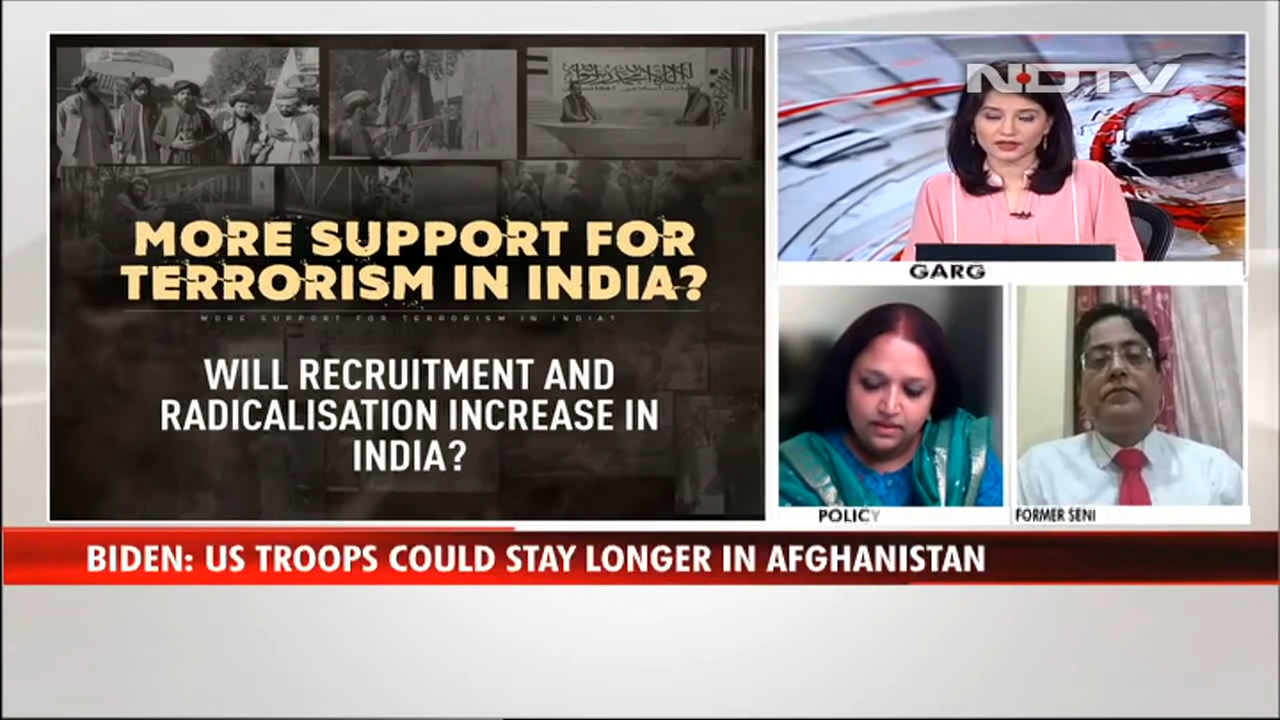 NDTV
MORE SUPPORT FOR
TERRORISM IN INDIA?
MORE SUPPORT FOR TERRORISM IN INDIA?
WILL RECRUITMENT AND
RADICALISATION INCREASE IN
INDIA?
GARG
POLICY
FORMER SENI
BIDEN: US TROOPS COULD STAY LONGER IN AFGHANISTAN